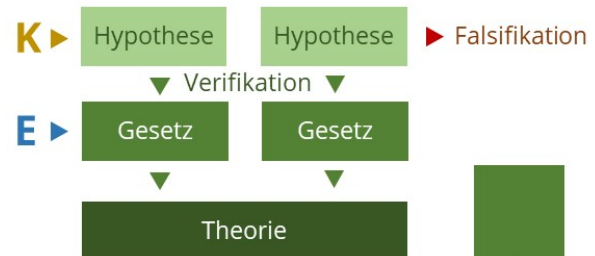 K Hypothese Hypothese Falsifikation
Verifikation
E Gesetz Gesetz
Theorie